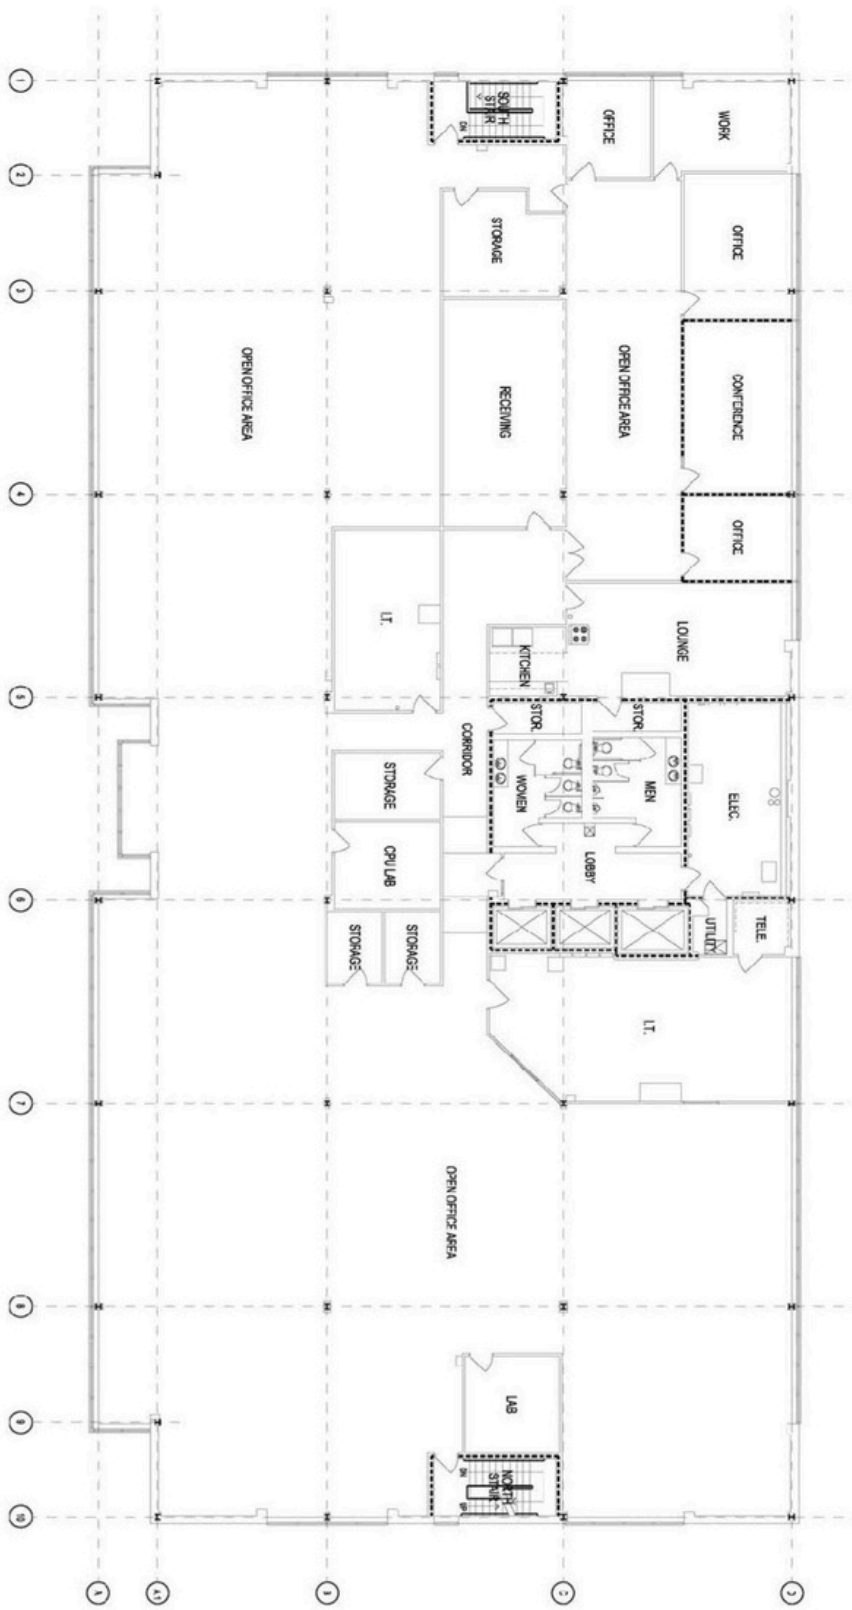 1
SOUTH
STAIR
DN
OFFICE
WORK
2
STORAGE
OFFICE
3
OPEN OFFICE AREA
RECEIVING
OPEN OFFICE AREA
CONFERENCE
4
OFFICE
I.T.
KITCHEN
LOUNGE
5
CORRIDOR
STOR.
STOR.
STORAGE
WOMEN
MEN
ELEC.
CPU LAB
LOBBY
6
STORAGE
STORAGE
UTILITY
TELE.
I.T.
7
OPEN OFFICE AREA
8
LAB
9
DN
NORTH
STAIR
UP
10
A
A.1
B
C
D